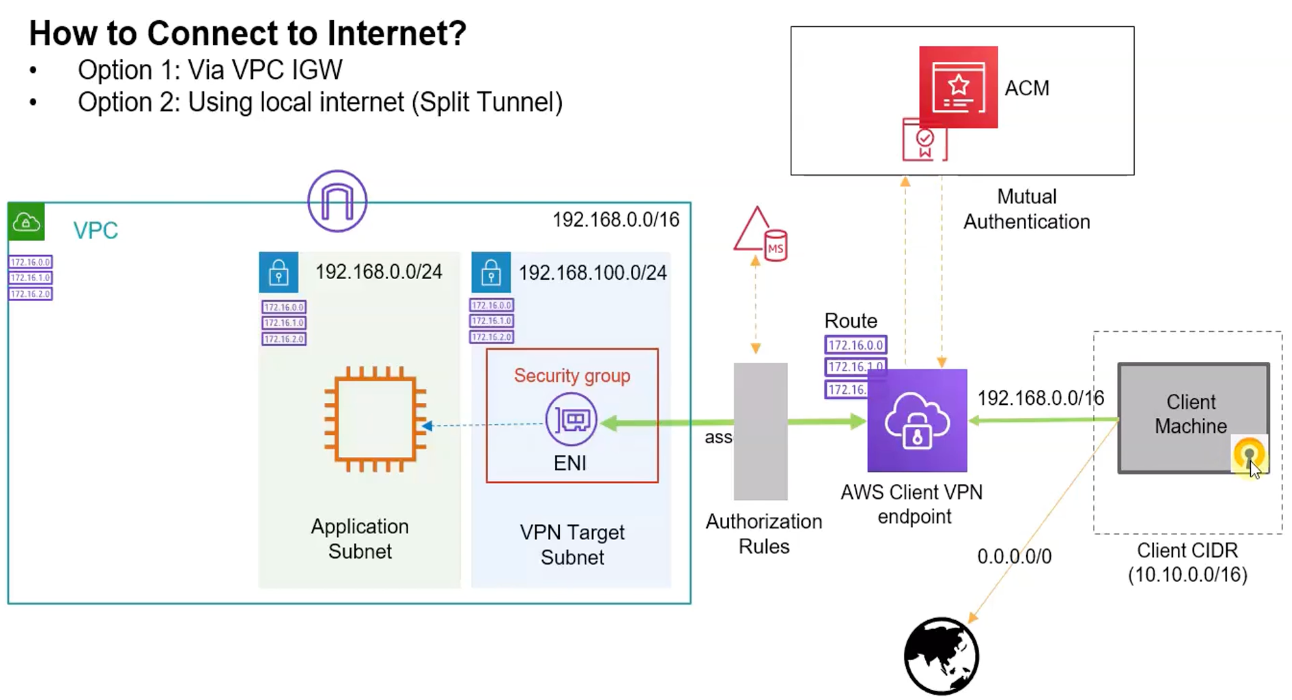 How to Connect to Internet?
• Option 1: Via VPC IGW
• Option 2: Using local internet (Split Tunnel)
ACM
Mutual
Authentication
VPC
192.168.0.0/16
172.16.0.0
172.16.1.0
172.16.2.0
192.168.0.0/24
172.16.0.0
172.16.1.0
172.16.2.0
Application
Subnet
192.168.100.0/24
172.16.0.0
172.16.1.0
172.16.2.0
Security group
ENI
VPN Target
Subnet
MS
ass
Authorization
Rules
Route
172.16.0.0
172.16.1.0
172.16.
AWS Client VPN
endpoint
192.168.0.0/16
Client
Machine
0.0.0.0/0
Client CIDR
(10.10.0.0/16)